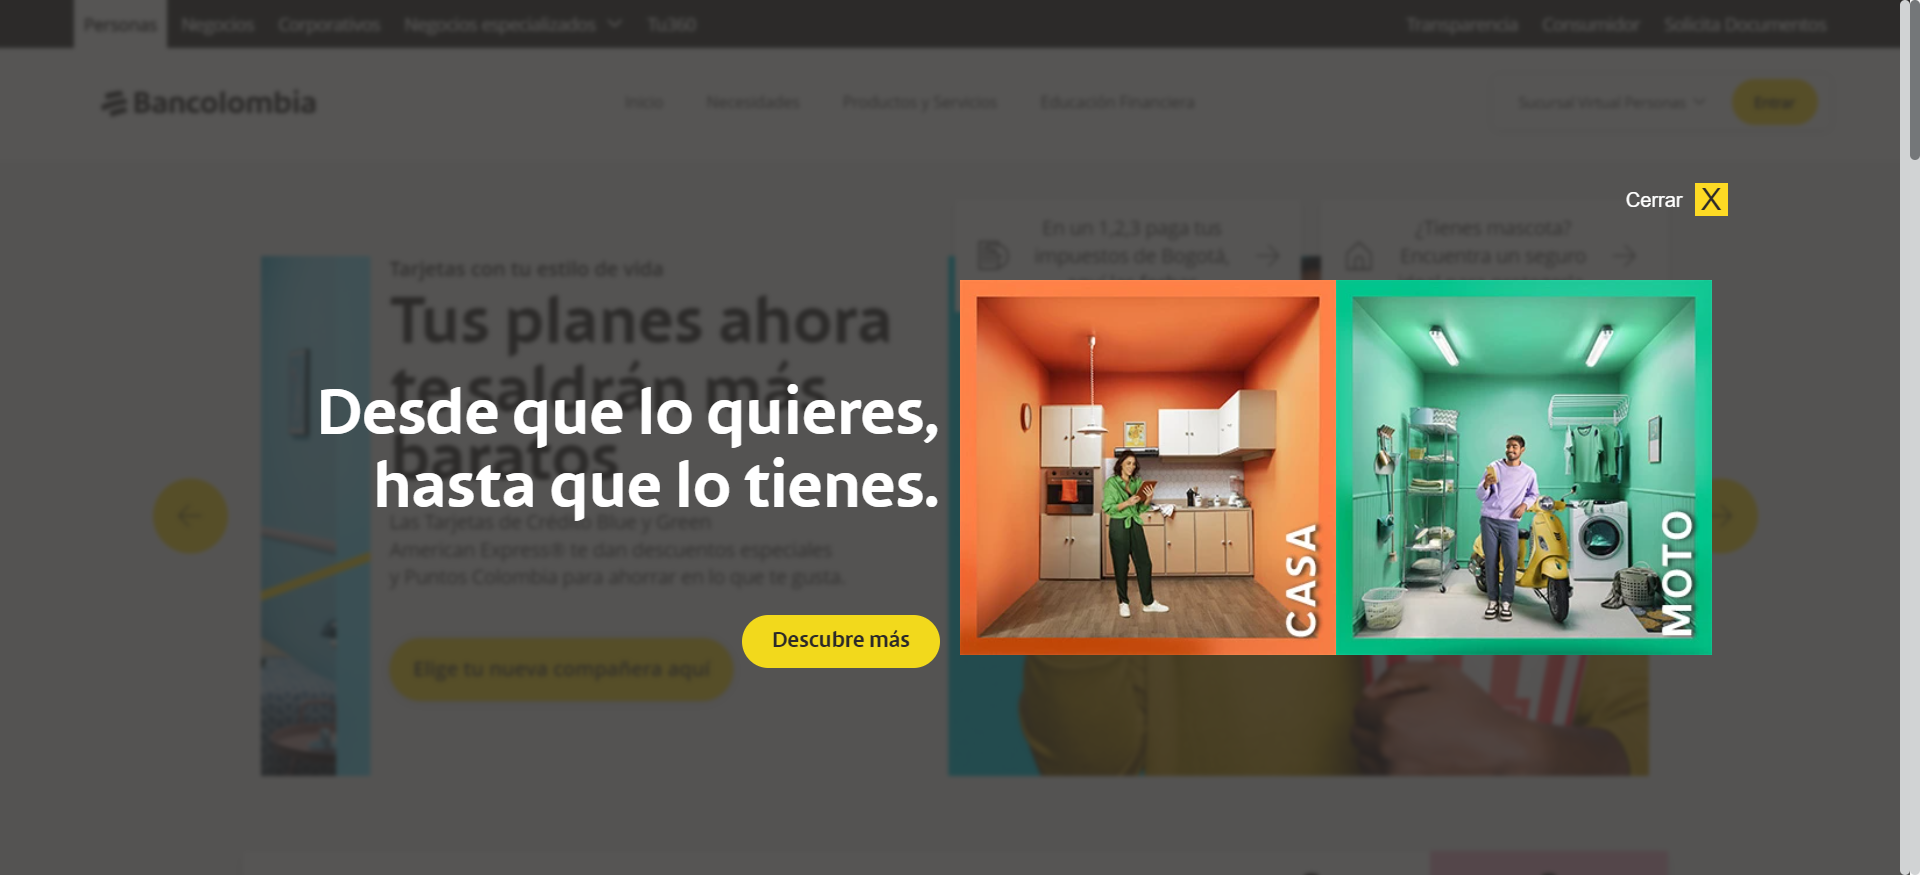 Personas Negocios Corporativos Negocios especializados Tu360 Transparencia Consumidor Solicita Documentos
Bancolombia Inicio Necesidades Productos y Servicios Educación Financiera Sucursal Virtual Personas Entrar
Cerrar X
En un 1,2,3 paga tus
impuestos de Bogotá,
¿Tienes mascota?
Encuentra un seguro
Tarjetas con tu estilo de vida
Tus planes ahora
te saldrán más
baratos
Desde que lo quieres,
hasta que lo tienes.
Las Tarjetas de Crédito Blue y Green
American Express® te dan descuentos especiales
y Puntos Colombia para ahorrar en lo que te gusta.
Descubre más
Elige tu nueva compañera aquí
CASA
MOTO